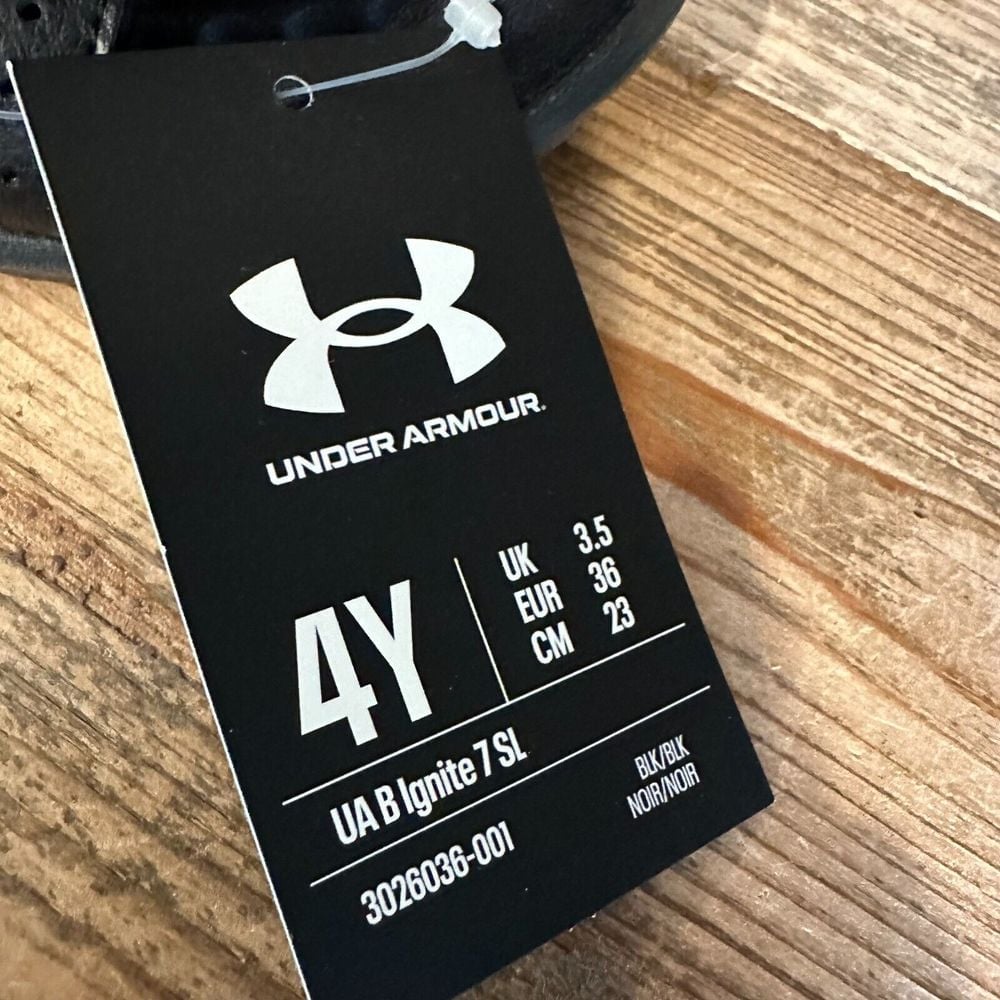 UNDER ARMOUR.
4Y
UK 3.5
EUR 36
CM 23
UA B Ignite 7 SL
3026036-001
BLK/BLK
NOIR/NOIR